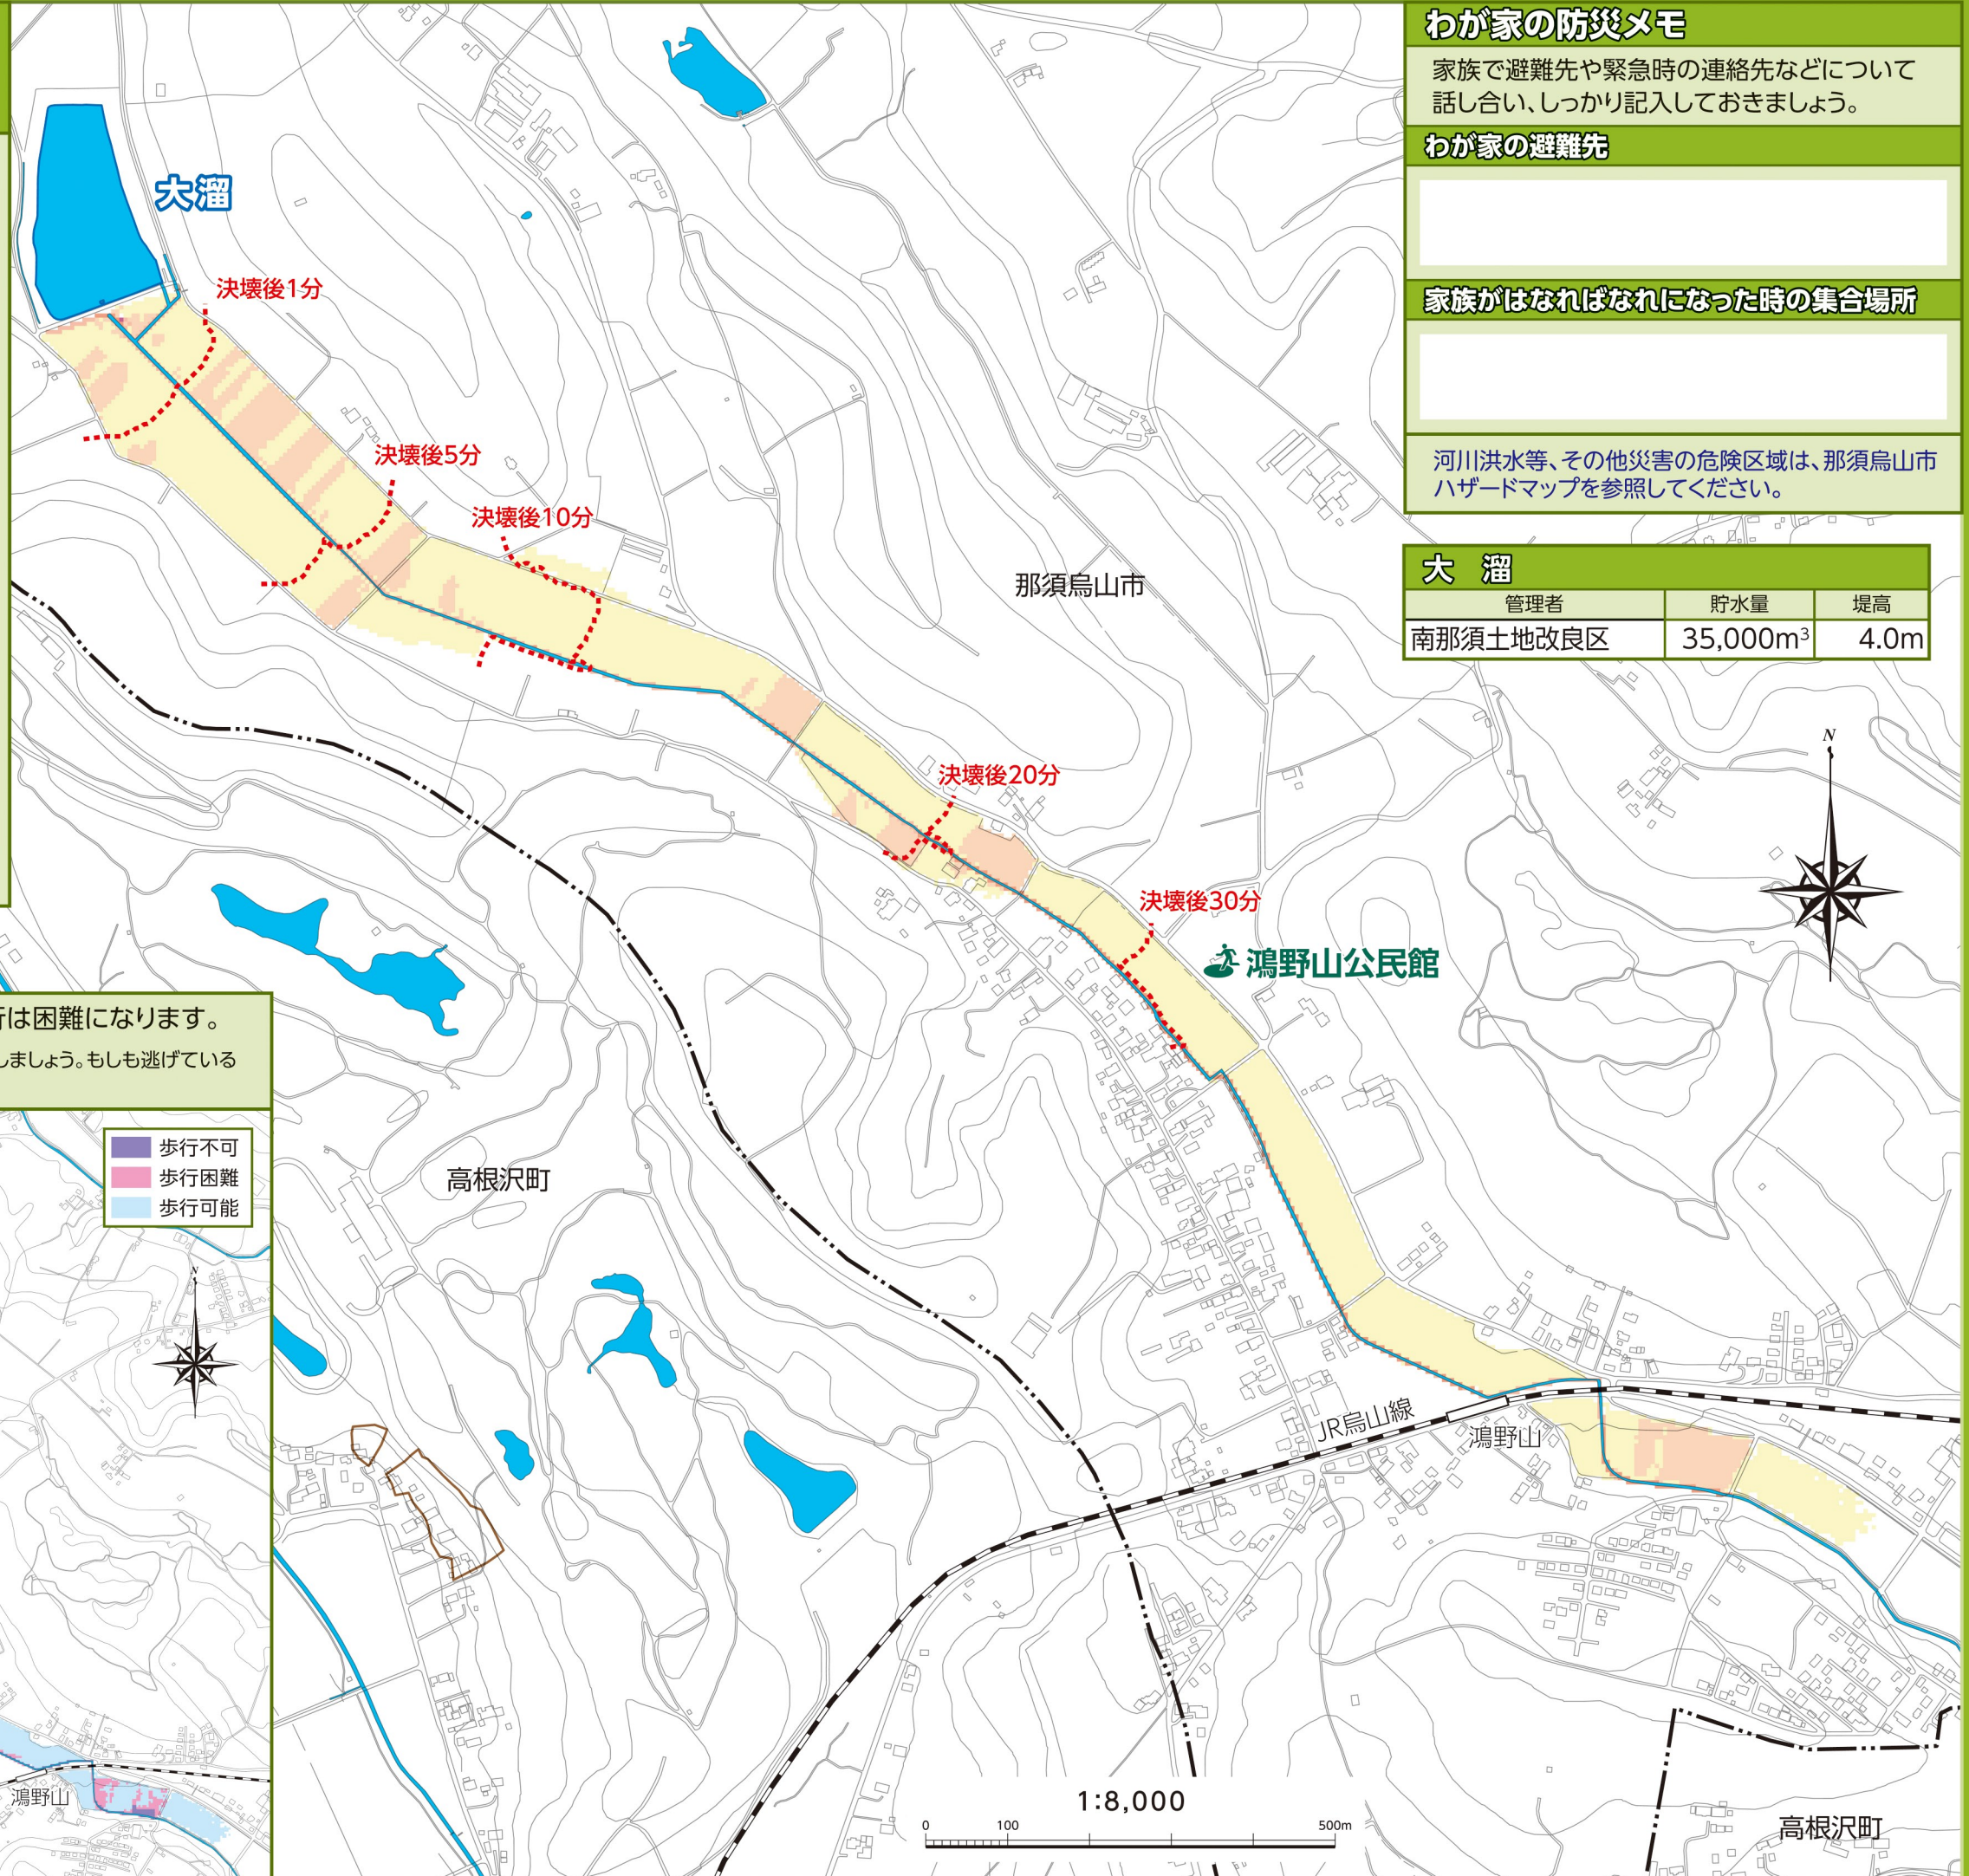 わが家の防災メモ
家族で避難先や緊急時の連絡先などについて
話し合い、しっかり記入しておきましょう。
わが家の避難先
家族がはなればなれになった時の集合場所
河川洪水等、その他災害の危険区域は、那須烏山市
ハザードマップを参照してください。
大 溜
管理者 貯水量 堤高
南那須土地改良区 35,000m³ 4.0m
大溜
決壊後1分
決壊後5分
決壊後10分
那須烏山市
N
決壊後20分
決壊後30分
鴻野山公民館
行は困難になります。
しましょう。もしも逃げている
歩行不可
歩行困難
歩行可能
高根沢町
N
JR烏山線
鴻野山
鴻野山
1:8,000
0 100 500m
高根沢町